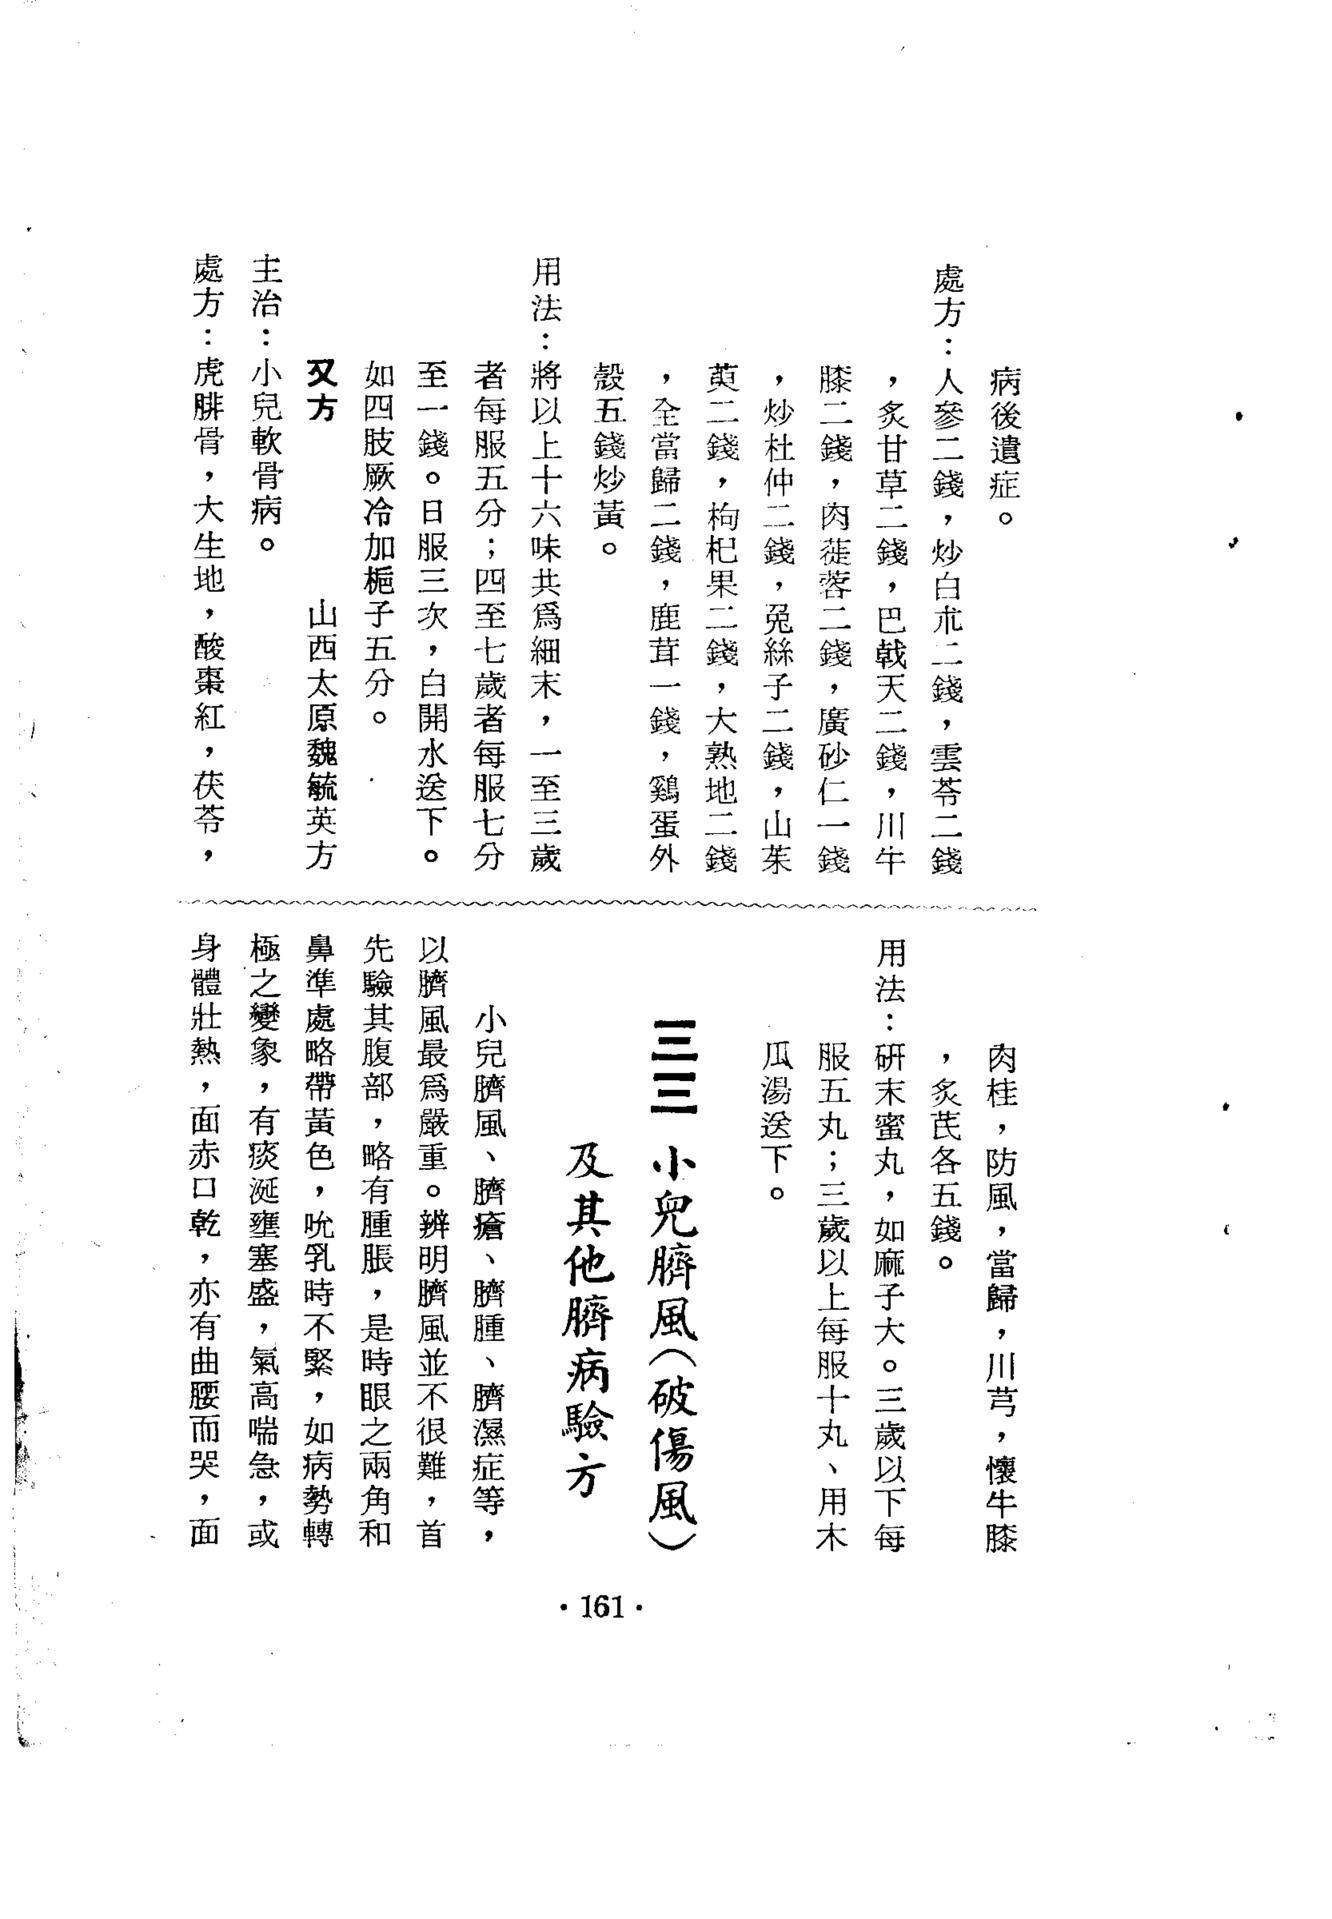 病後遺症。
處方：人參二錢，炒白朮二錢，雲苓二錢
，炙甘草二錢，巴戟天二錢，川牛
膝二錢，肉蓰蓉二錢，廣砂仁一錢
，炒杜仲二錢，兔絲子二錢，山茱
萸二錢，枸杞果二錢，大熟地二錢
，全當歸二錢，鹿茸一錢，鷄蛋外
殼五錢炒黃。
用法：將以上十六味共爲細末，一至三歲
者每服五分；四至七歲者每服七分
至一錢。日服三次，白開水送下。
如四肢厥冷加梔子五分。
又方　山西太原魏毓英方
主治：小兒軟骨病。
處方：虎腓骨，大生地，酸棗紅，茯苓，
肉桂，防風，當歸，川芎，懷牛膝
，炙芪各五錢。
用法：研末蜜丸，如麻子大。三歲以下每
服五丸；三歲以上每服十丸、用木
瓜湯送下。
三三　小兒臍風（破傷風）
及其他臍病驗方
小兒臍風、臍瘡、臍腫、臍濕症等，
以臍風最爲嚴重。辨明臍風並不很難，首
先驗其腹部，略有腫脹，是時眼之兩角和
鼻準處略帶黃色，吮乳時不緊，如病勢轉
極之變象，有痰涎壅塞盛，氣高喘急，或
身體壯熱，面赤口乾，亦有曲腰而哭，面
·161·